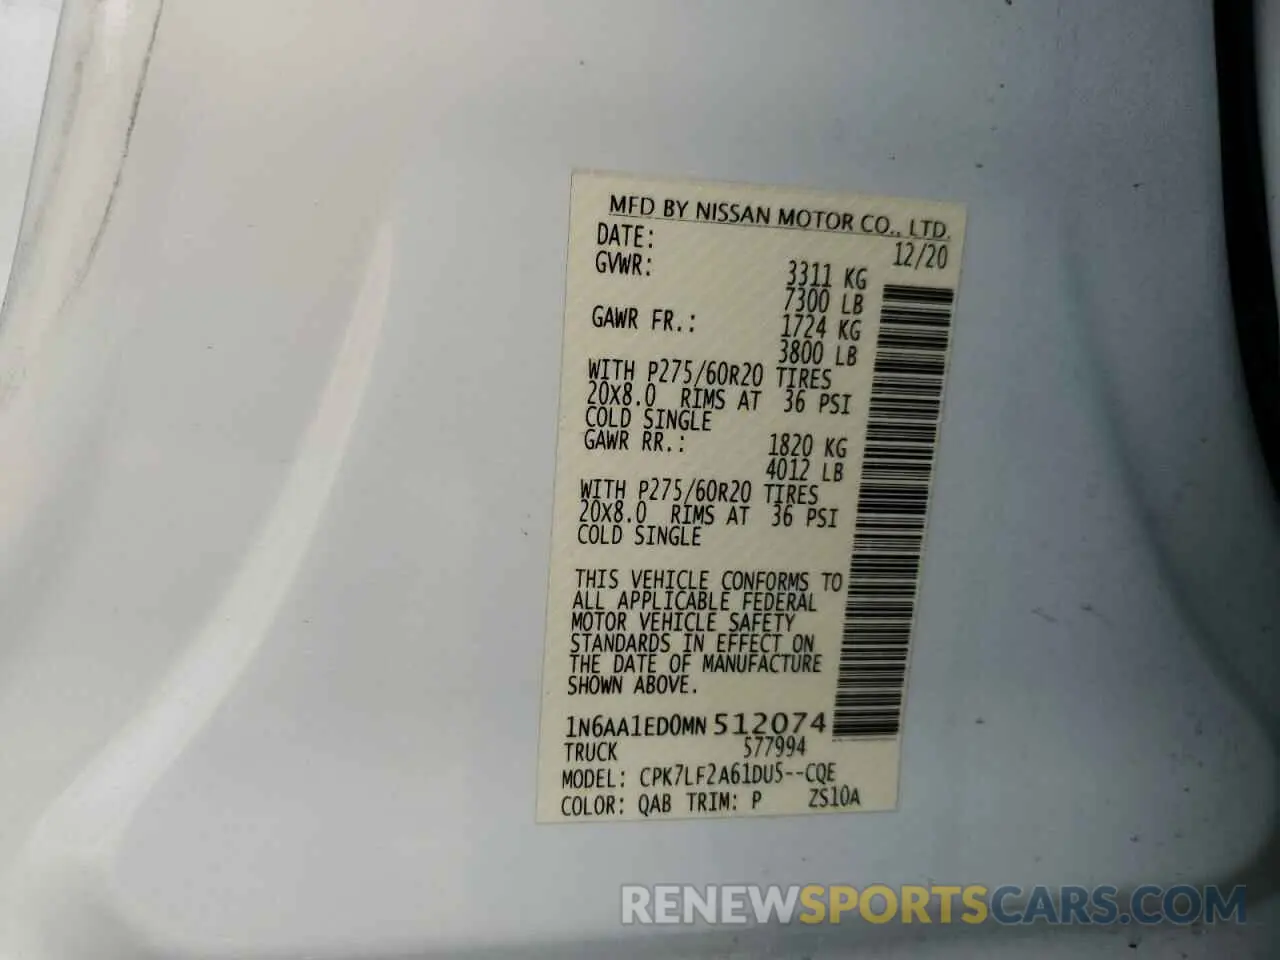 MFD BY NISSAN MOTOR CO., LTD.
DATE: 12/20
GVWR: 3311 KG
7300 LB
GAWR FR.: 1724 KG
3800 LB
WITH P275/60R20 TIRES
20X8.0 RIMS AT 36 PSI
COLD SINGLE
GAWR RR.: 1820 KG
4012 LB
WITH P275/60R20 TIRES
20X8.0 RIMS AT 36 PSI
COLD SINGLE
THIS VEHICLE CONFORMS TO
ALL APPLICABLE FEDERAL
MOTOR VEHICLE SAFETY
STANDARDS IN EFFECT ON
THE DATE OF MANUFACTURE
SHOWN ABOVE.
1N6AA1ED0MN512074
TRUCK 577994
MODEL: CPK7LF2A61DU5--CQE
COLOR: QAB TRIM: P ZS10A
RENEWSPORTSCARS.COM